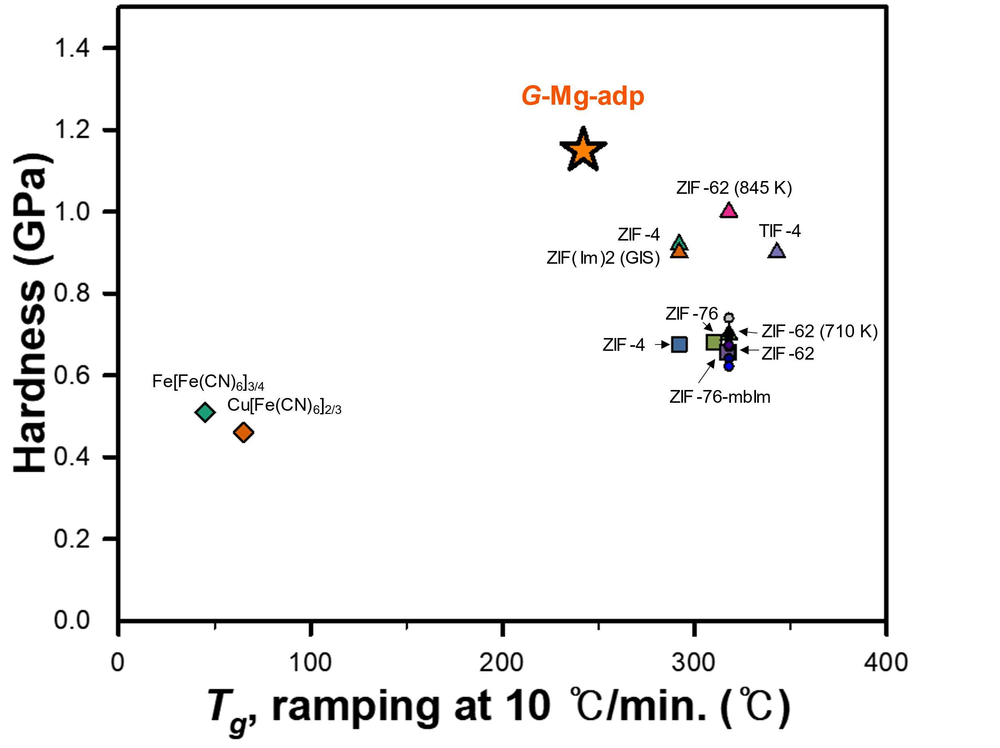 Hardness (GPa)
1.4
1.2
1.0
0.8
0.6
0.4
0.2
0.0
G-Mg-adp
ZIF-62 (845 K)
ZIF-4
TIF-4
ZIF(Im)2 (GIS)
ZIF-76
ZIF-62 (710 K)
ZIF-4
ZIF-62
ZIF-76-mbIm
Fe[Fe(CN)6]3/4
Cu[Fe(CN)6]2/3
0 100 200 300 400
Tg, ramping at 10 ℃/min. (℃)